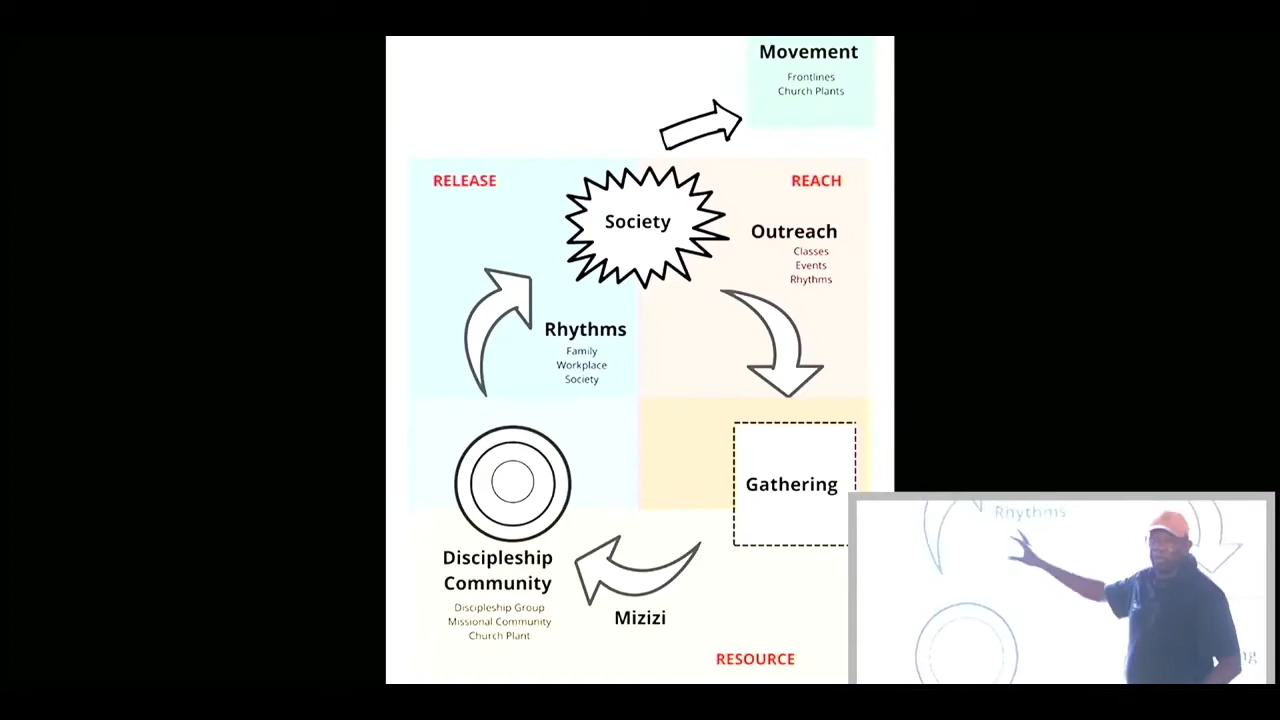 Movement
Frontlines
Church Plants
RELEASE
REACH
Society
Outreach
Classes
Events
Rhythms
Rhythms
Family
Workplace
Society
Gathering
Discipleship
Community
Discipleship Group
Missional Community
Church Plant
Mizizi
RESOURCE
Rhythms
ng